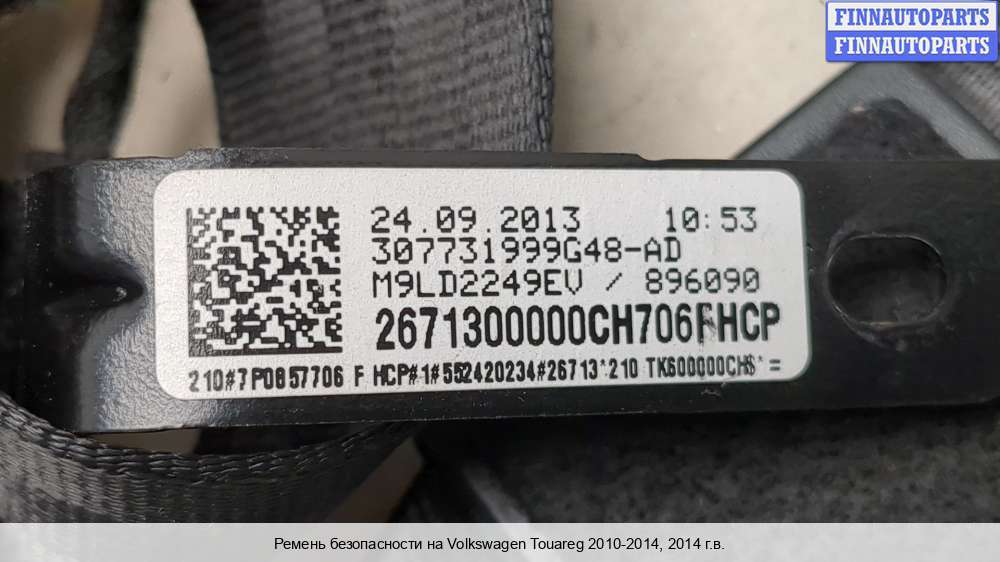 FINNAUTOPARTS
FINNAUTOPARTS
24.09.2013 10:53
307731999G48-AD
M9LD2249EV / 896090
2671300000CH706FHCP
210#7P0857706 F HCP#1#552420234#26713*210 TK600000CH$*=
Ремень безопасности на Volkswagen Touareg 2010-2014, 2014 г.в.